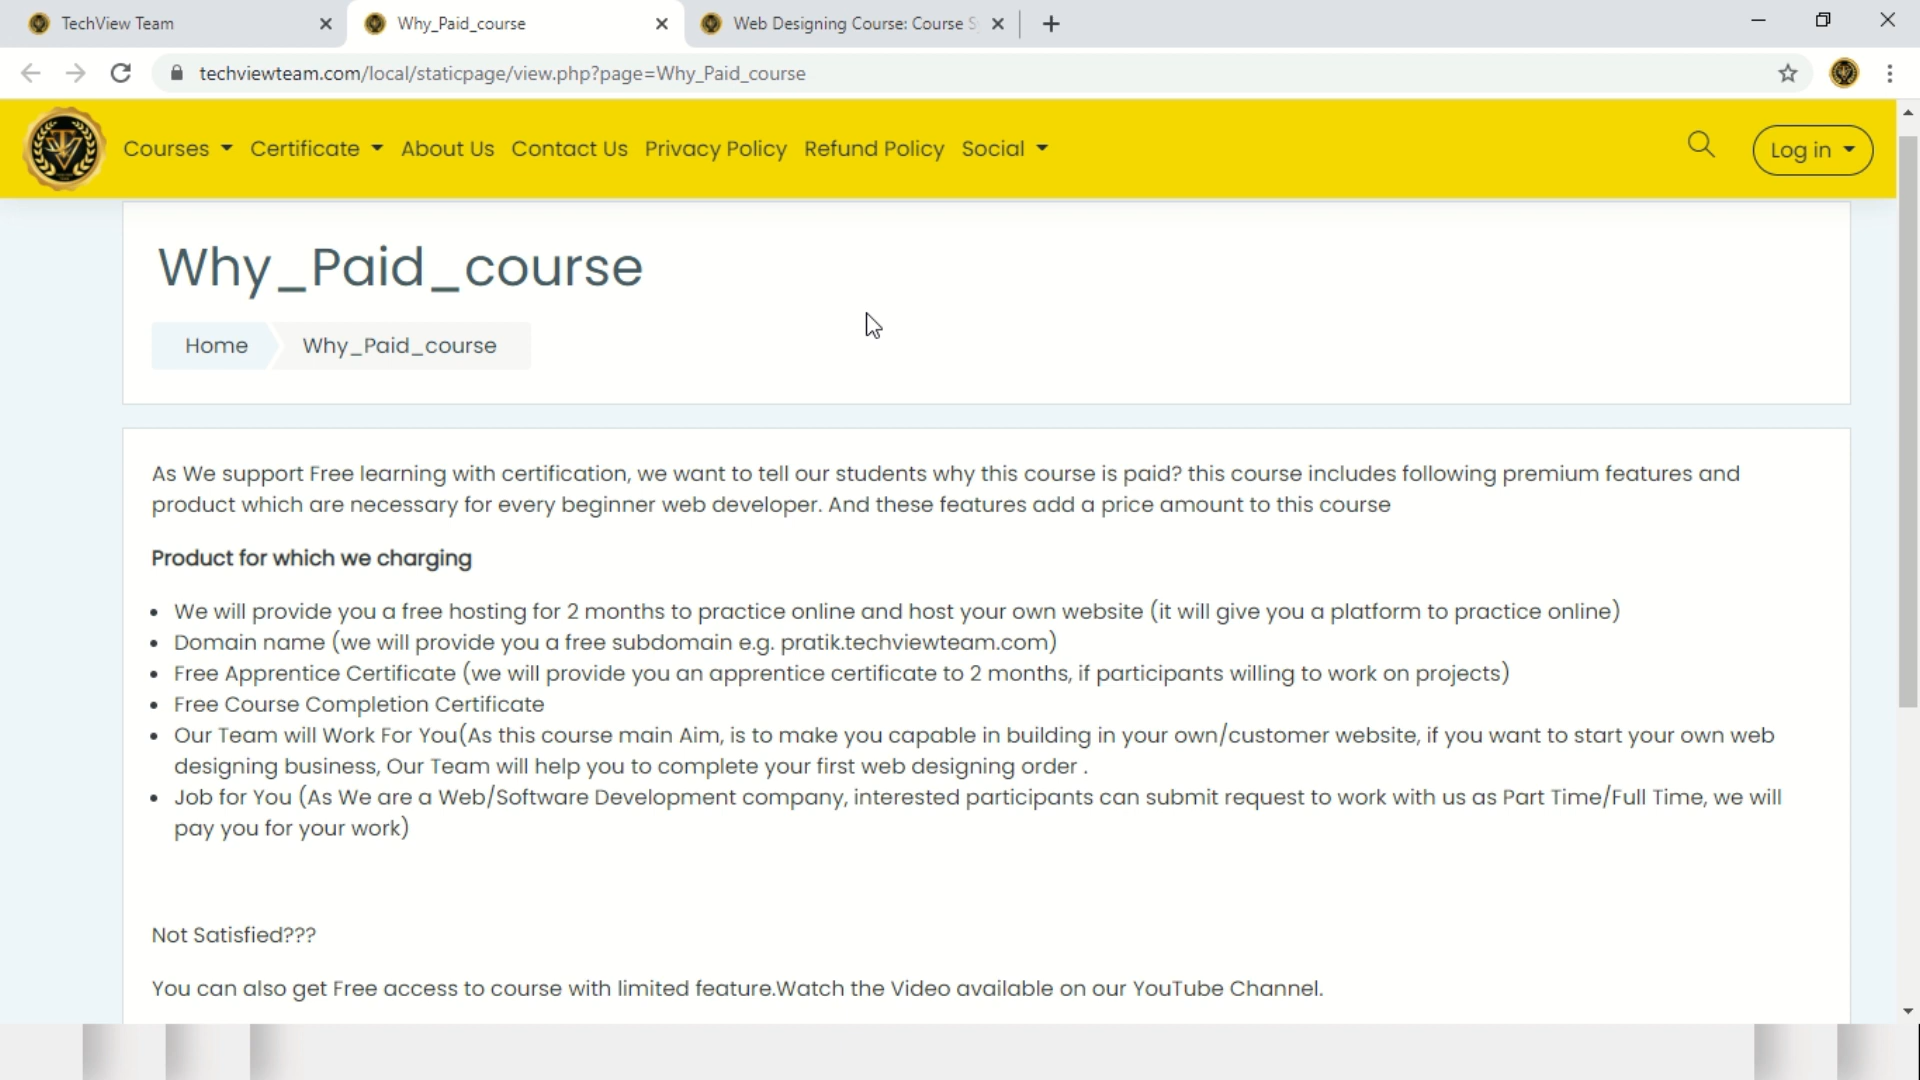 TechView Team
Why_Paid_course
Web Designing Course: Course S
techviewteam.com/local/staticpage/view.php?page=Why_Paid_course
Courses Certificate About Us Contact Us Privacy Policy Refund Policy Social Log in
Why_Paid_course
Home Why_Paid_course
As We support Free learning with certification, we want to tell our students why this course is paid? this course includes following premium features and
product which are necessary for every beginner web developer. And these features add a price amount to this course
Product for which we charging
• We will provide you a free hosting for 2 months to practice online and host your own website (it will give you a platform to practice online)
• Domain name (we will provide you a free subdomain e.g. pratik.techviewteam.com)
• Free Apprentice Certificate (we will provide you an apprentice certificate to 2 months, if participants willing to work on projects)
• Free Course Completion Certificate
• Our Team will Work For You(As this course main Aim, is to make you capable in building in your own/customer website, if you want to start your own web
designing business, Our Team will help you to complete your first web designing order .
• Job for You (As We are a Web/Software Development company, interested participants can submit request to work with us as Part Time/Full Time, we will
pay you for your work)
Not Satisfied???
You can also get Free access to course with limited feature.Watch the Video available on our YouTube Channel.